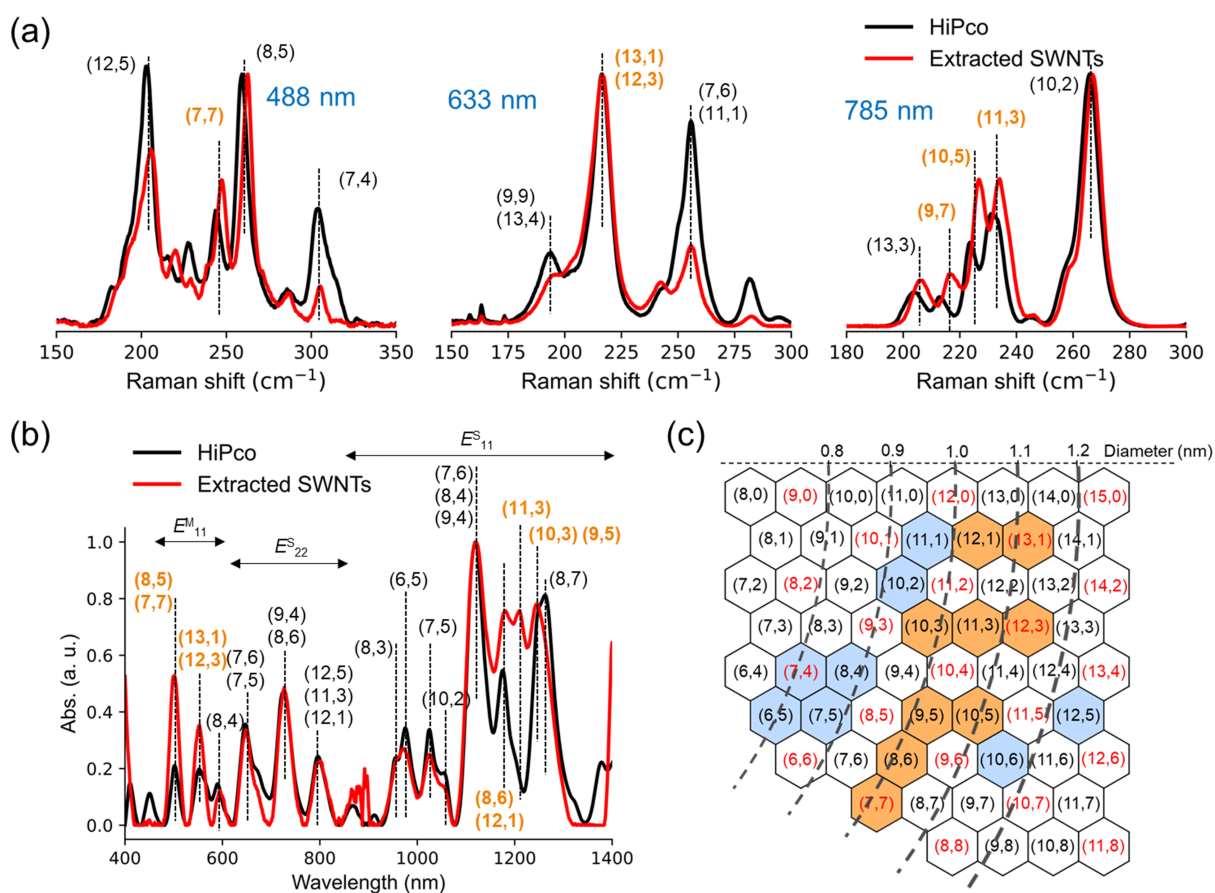 (a)
HiPco
Extracted SWNTs
(12,5)
(8,5)
488 nm
(7,7)
(7,4)
150 200 250 300 350
Raman shift (cm⁻¹)
(13,1)
(12,3)
633 nm
(7,6)
(11,1)
(9,9)
(13,4)
150 175 200 225 250 275 300
Raman shift (cm⁻¹)
(10,2)
785 nm
(11,3)
(10,5)
(9,7)
(13,3)
180 200 220 240 260 280 300
Raman shift (cm⁻¹)
(b)
HiPco
Extracted SWNTs
Eˢ₁₁
Eᴹ₁₁
Eˢ₂₂
(8,5)
(7,7)
(13,1)
(12,3)
(8,4)
(7,6)
(7,5)
(9,4)
(8,6)
(12,5)
(11,3)
(12,1)
(8,3)
(6,5)
(7,5)
(10,2)
(7,6)
(8,4)
(9,4)
(11,3)
(10,3) (9,5)
(8,7)
(8,6)
(12,1)
1.0
0.8
0.6
0.4
0.2
0.0
Abs. (a. u.)
400 600 800 1000 1200 1400
Wavelength (nm)
(c)
0.8 0.9 1.0 1.1 1.2 Diameter (nm)
(8,0) (9,0) (10,0) (11,0) (12,0) (13,0) (14,0) (15,0)
(8,1) (9,1) (10,1) (11,1) (12,1) (13,1) (14,1)
(7,2) (8,2) (9,2) (10,2) (11,2) (12,2) (13,2) (14,2)
(7,3) (8,3) (9,3) (10,3) (11,3) (12,3) (13,3)
(6,4) (7,4) (8,4) (9,4) (10,4) (11,4) (12,4) (13,4)
(6,5) (7,5) (8,5) (9,5) (10,5) (11,5) (12,5)
(6,6) (7,6) (8,6) (9,6) (10,6) (11,6) (12,6)
(7,7) (8,7) (9,7) (10,7) (11,7)
(8,8) (9,8) (10,8) (11,8)